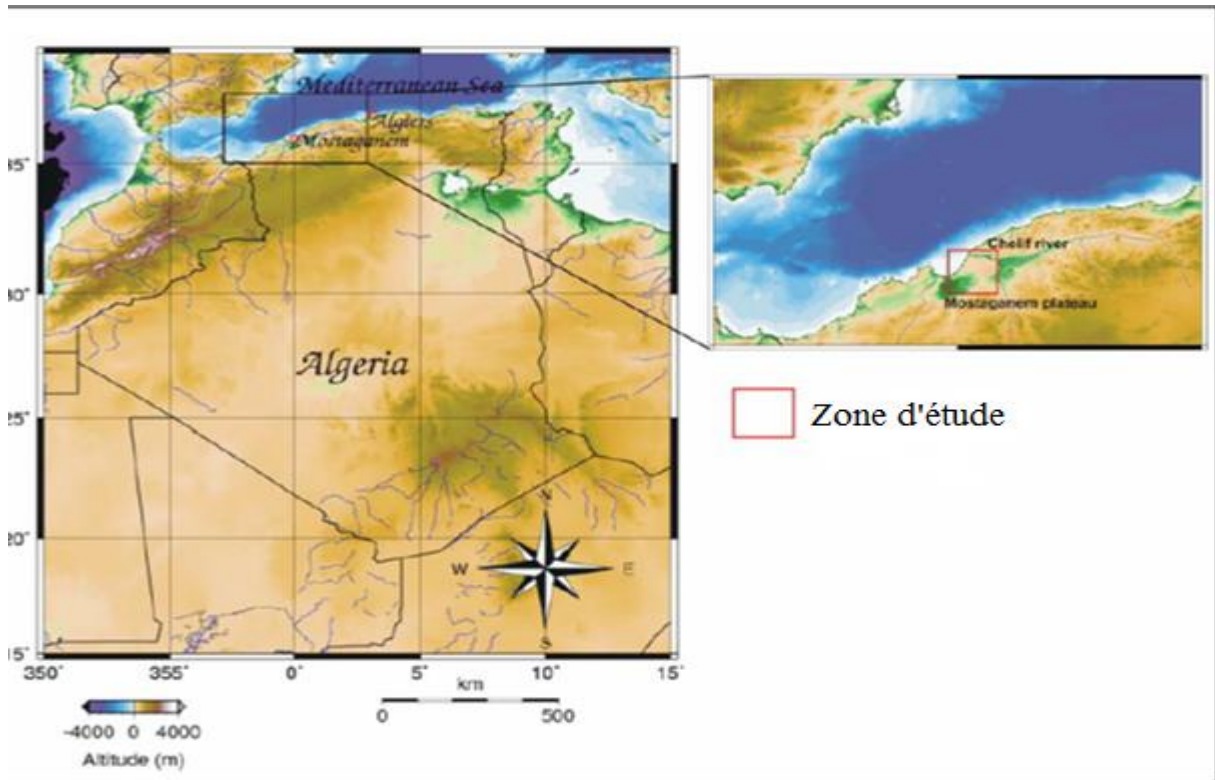 Mediterranean Sea
Algiers
Mostaganem
35°
30°
Algeria
25°
20°
15°
350°
355°
0°
5°
10°
15°
N
W
E
S
km
0
500
-4000
0
4000
Altitude (m)
Chelif river
Mostaganem plateau
Zone d'étude